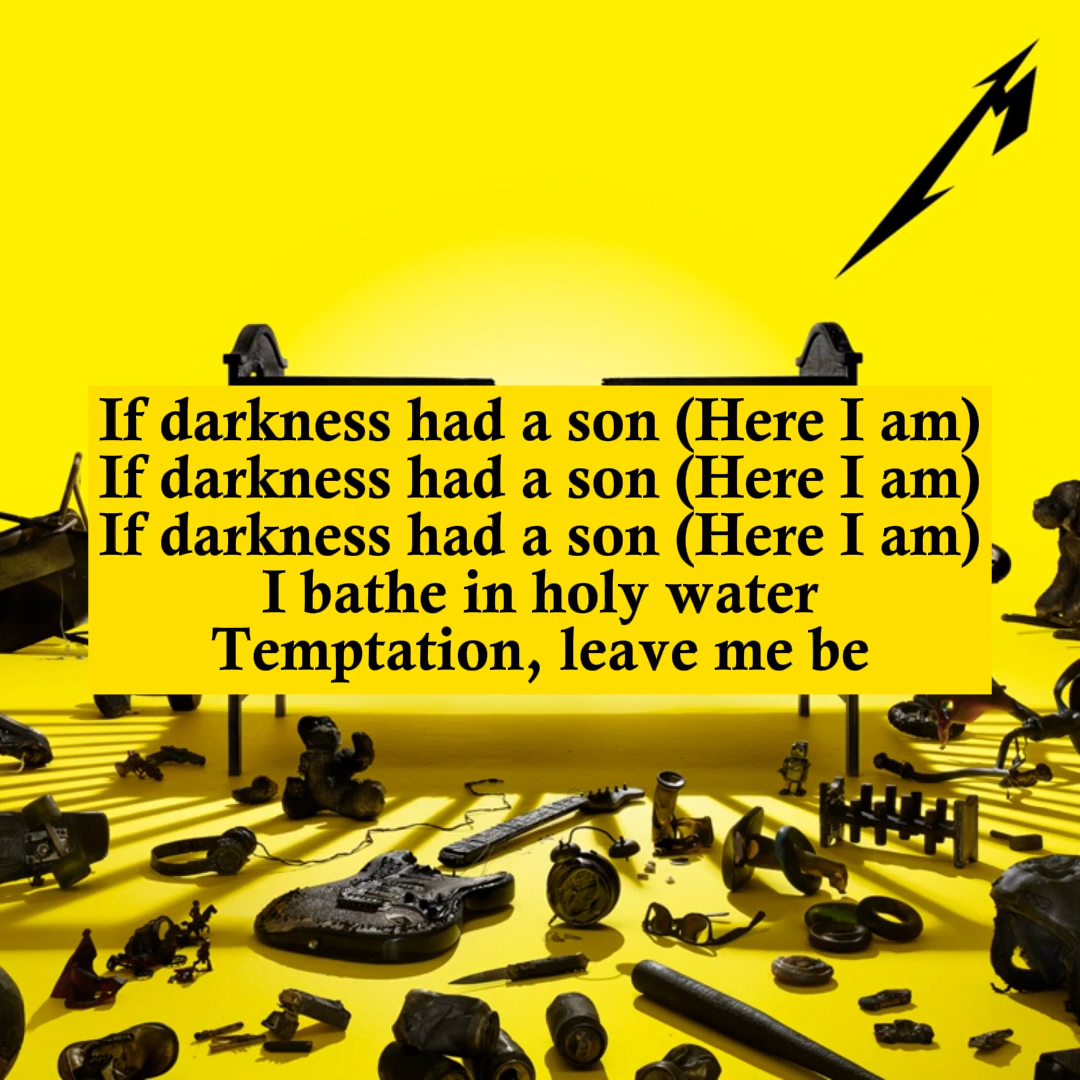 If darkness had a son (Here I am)
If darkness had a son (Here I am)
If darkness had a son (Here I am)
I bathe in holy water
Temptation, leave me be